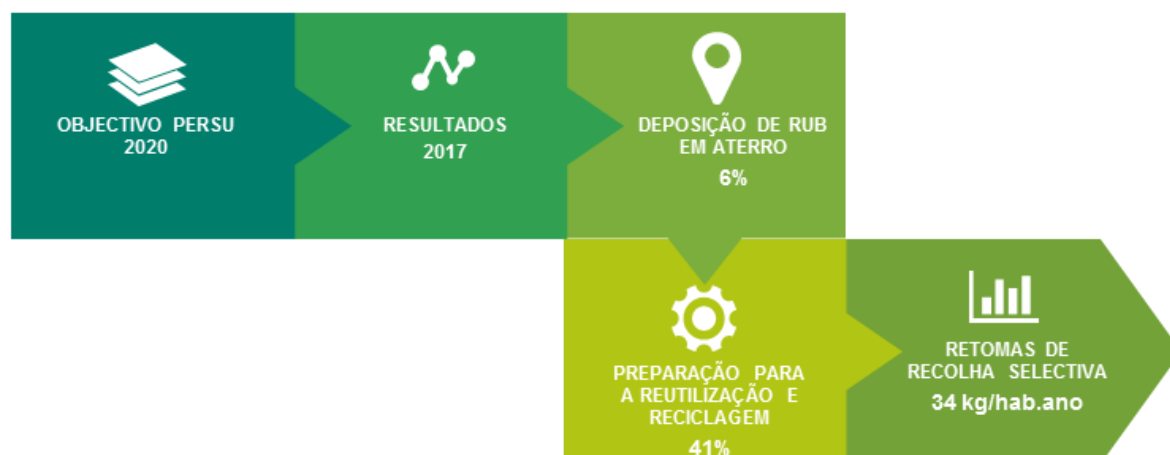 OBJECTIVO PERSU
2020
RESULTADOS
2017
DEPOSIÇÃO DE RUB
EM ATERRO
6%
PREPARAÇÃO PARA
A REUTILIZAÇÃO E
RECICLAGEM
41%
RETOMAS DE
RECOLHA SELECTIVA
34 kg/hab.ano